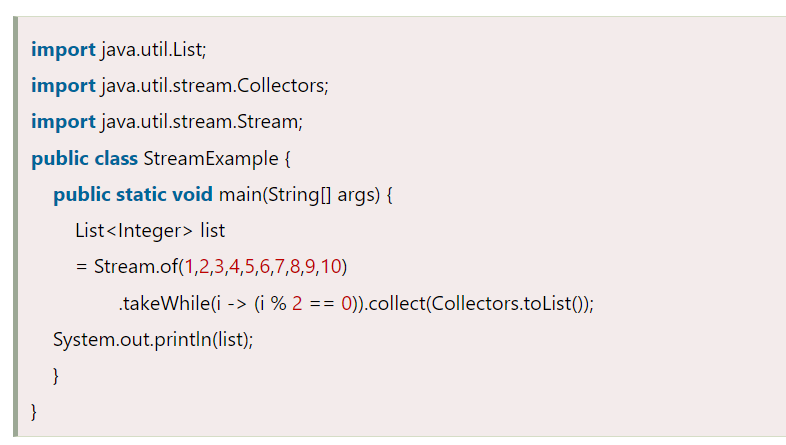 import java.util.List;
import java.util.stream.Collectors;
import java.util.stream.Stream;
public class StreamExample {
public static void main(String[] args) {
List<Integer> list
= Stream.of(1,2,3,4,5,6,7,8,9,10)
.takeWhile(i -> (i % 2 == 0)).collect(Collectors.toList());
System.out.println(list);
}
}